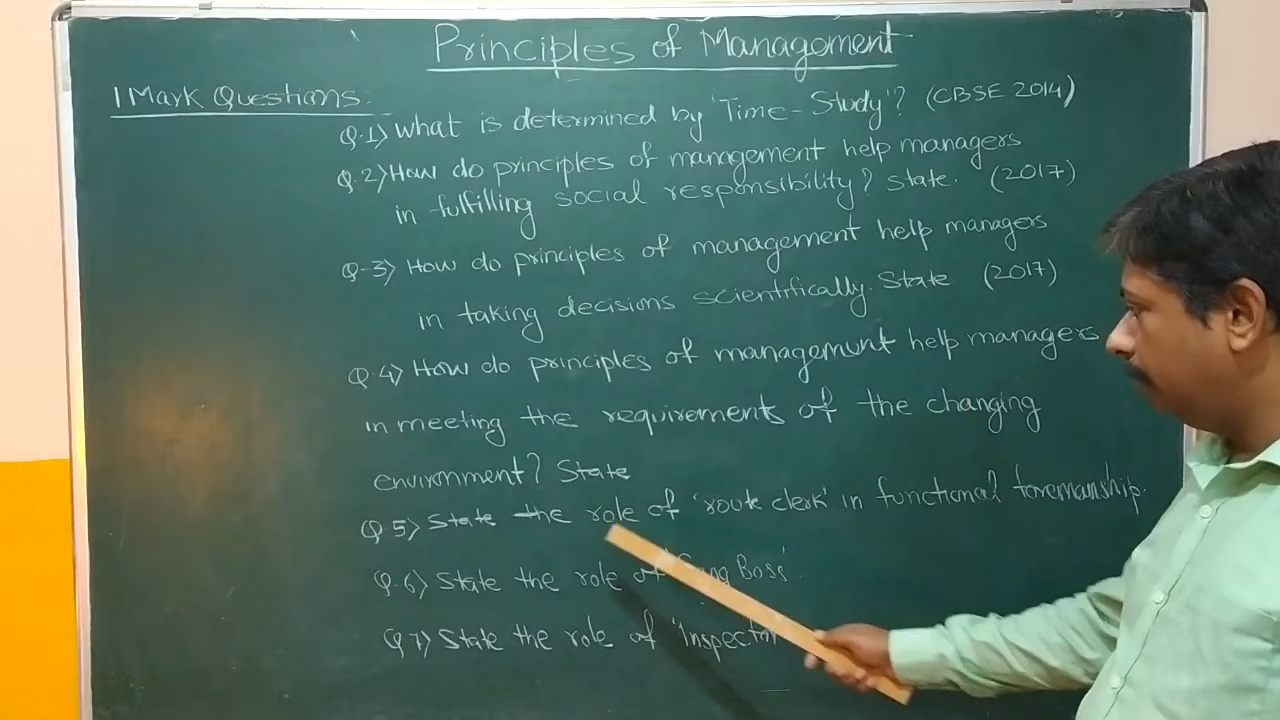 Principles of Management
1 Mark Questions:-
Q.1) What is determined by 'Time-Study'? (CBSE 2014)
Q.2) How do principles of management help managers
in fulfilling social responsibility? State. (2017)
Q.3) How do principles of management help managers
in taking decisions scientifically. State (2017)
Q.4) How do principles of management help managers
in meeting the requirements of the changing
environment? State
Q.5) State the role of 'route clerk' in functional foremanship.
Q.6) State the role of 'Gang Boss'.
Q.7) State the role of 'Inspector